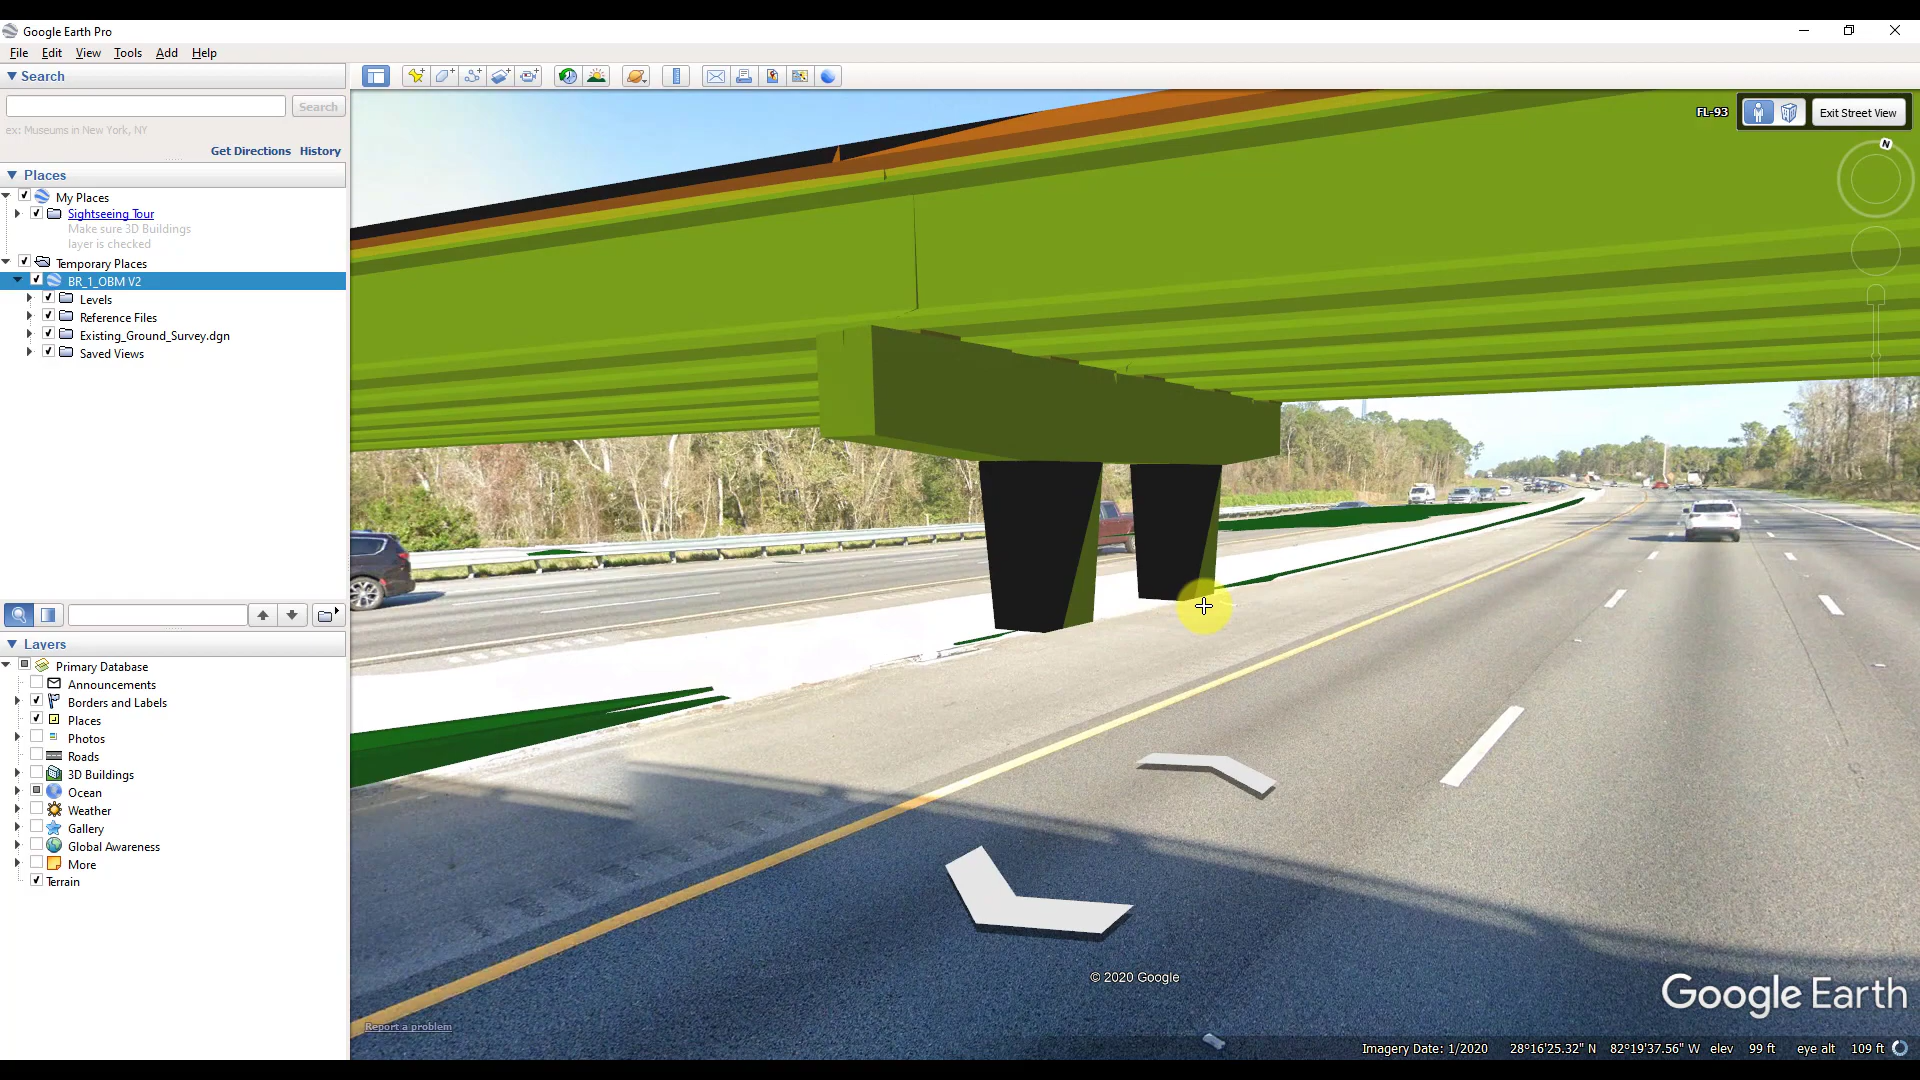 Google Earth Pro
File Edit View Tools Add Help
Search
Search
ex: Museums in New York, NY
Get Directions History
Places
My Places
Sightseeing Tour
Make sure 3D Buildings
layer is checked
Temporary Places
BR_1_OBM V2
Levels
Reference Files
Existing_Ground_Survey.dgn
Saved Views
Layers
Primary Database
Announcements
Borders and Labels
Places
Photos
Roads
3D Buildings
Ocean
Weather
Gallery
Global Awareness
More
Terrain
FL-93
Exit Street View
N
© 2020 Google
Google Earth
Report a problem
Imagery Date: 1/2020 28°16'25.32" N 82°19'37.56" W elev 99 ft eye alt 109 ft